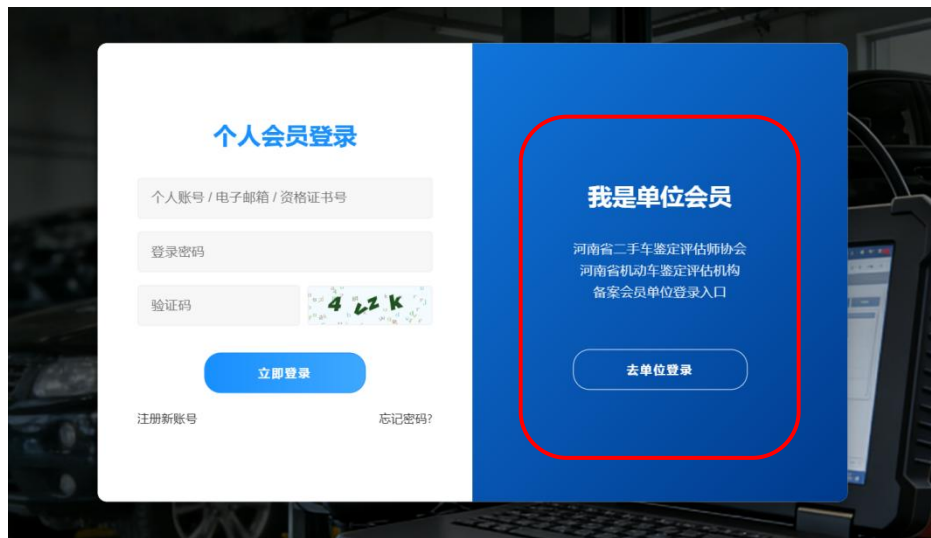 个人会员登录
个人账号 / 电子邮箱 / 资格证书号
登录密码
验证码
4 L Z K
立即登录
注册新账号
忘记密码?
我是单位会员
河南省二手车鉴定评估师协会
河南省机动车鉴定评估机构
备案会员单位登录入口
去单位登录